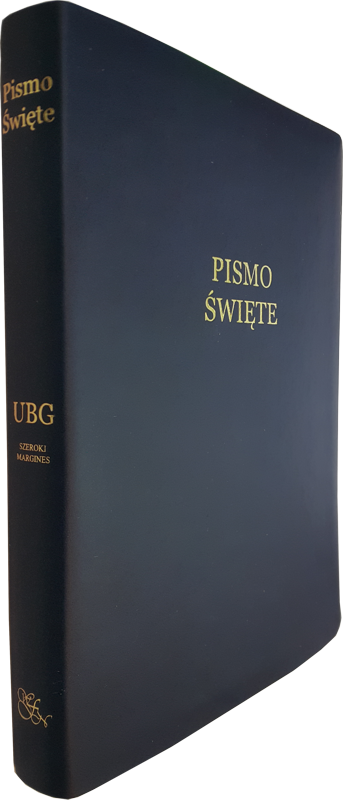 Pismo
Święte
UBG
SZEROKI
MARGINES
PISMO
ŚWIĘTE